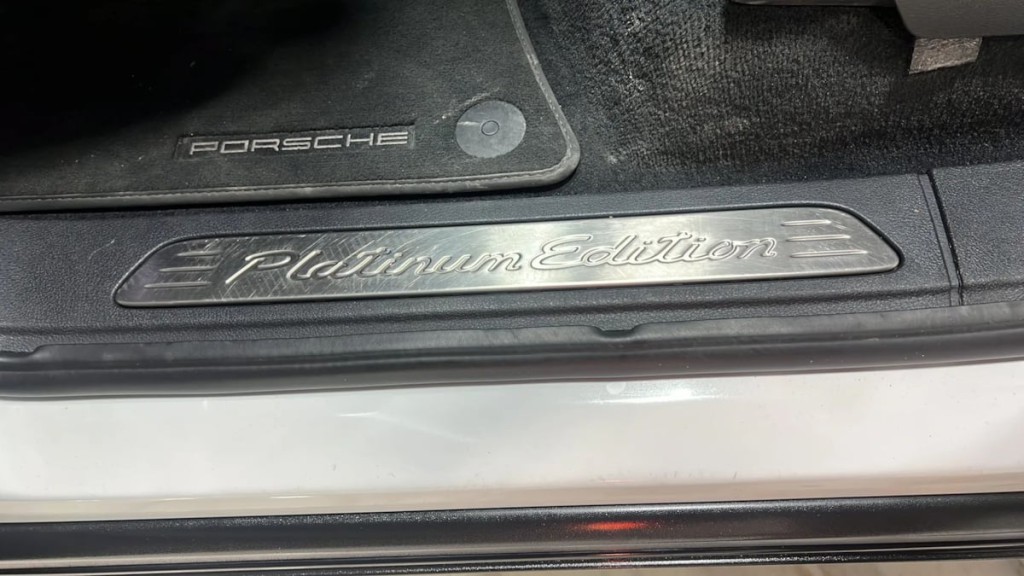 PORSCHE
Platinum Edition